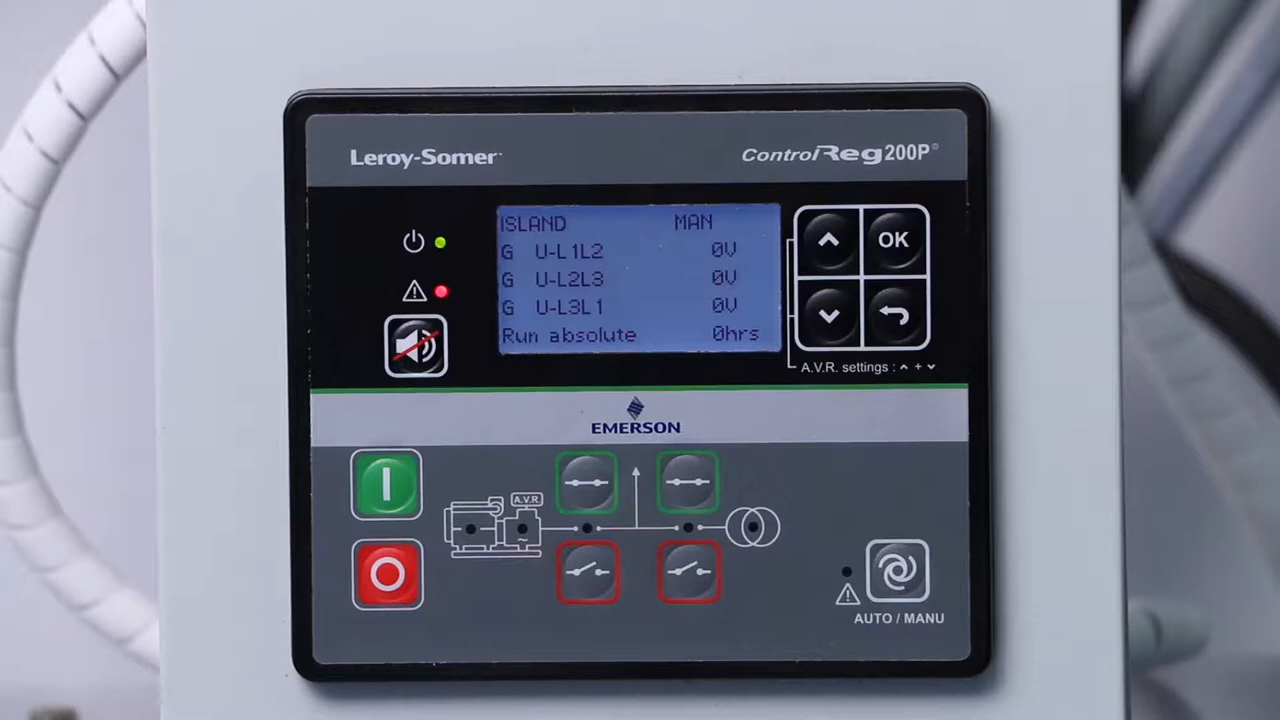 Leroy-Somer
ControlReg200P
ISLAND MAN
G U-L1L2 0V
G U-L2L3 0V
G U-L3L1 0V
Run absolute 0hrs
OK
A.V.R. settings : + 
EMERSON
A.V.R.
AUTO / MANU